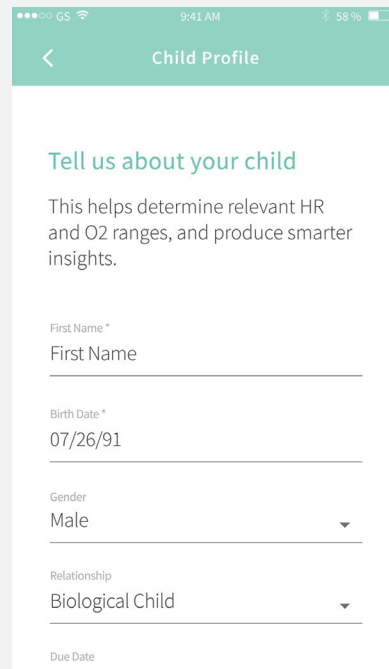 GS 9:41 AM 58 %
Child Profile
Tell us about your child
This helps determine relevant HR
and O2 ranges, and produce smarter
insights.
First Name *
First Name
Birth Date *
07/26/91
Gender
Male
Relationship
Biological Child
Due Date